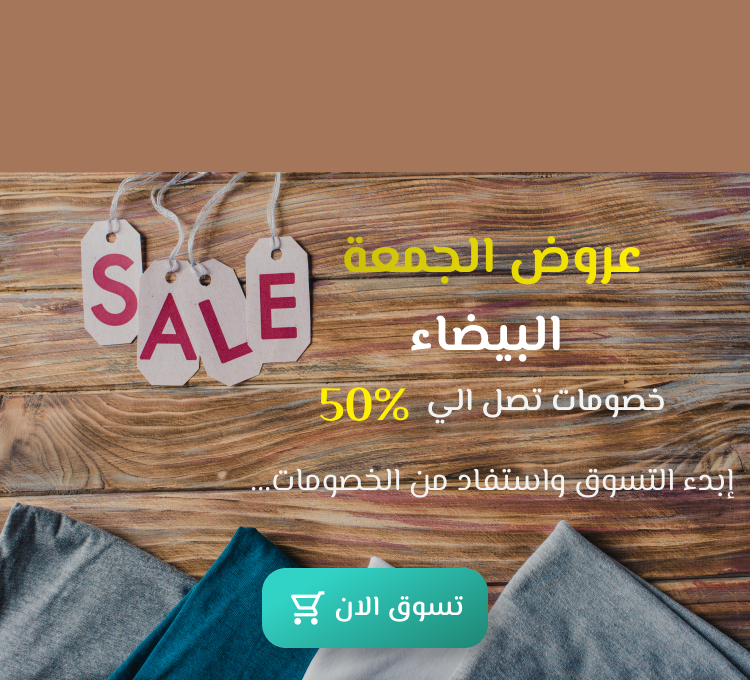 SALE
عروض الجمعة
البيضاء
خصومات تصل الي 50%
إبدء التسوق واستفاد من الخصومات...
تسوق الان